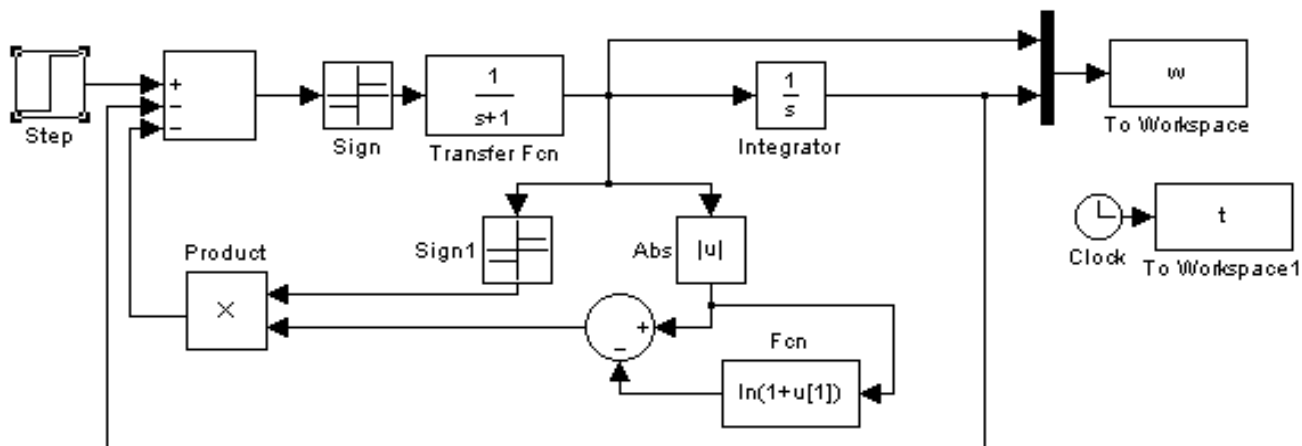 +
−
−
Step
Sign
1
s+1
Transfer Fcn
1
s
Integrator
w
To Workspace
t
Clock
To Workspace1
Sign1
Abs
|u|
Product
×
+
−
Fcn
ln(1+u[1])